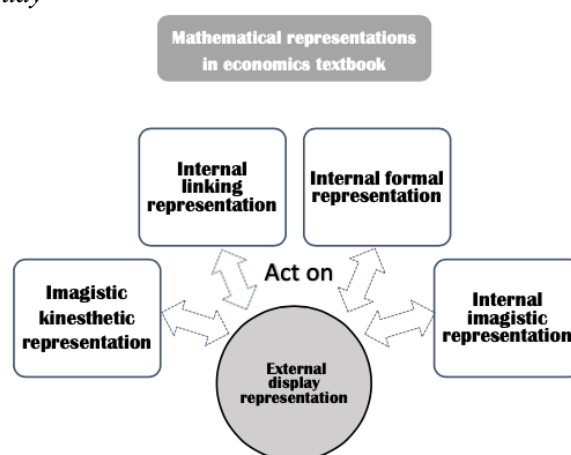 Mathematical representations
in economics textbook
Internal
linking
representation
Internal formal
representation
Act on
Imagistic
kinesthetic
representation
Internal
imagistic
representation
External
display
representation